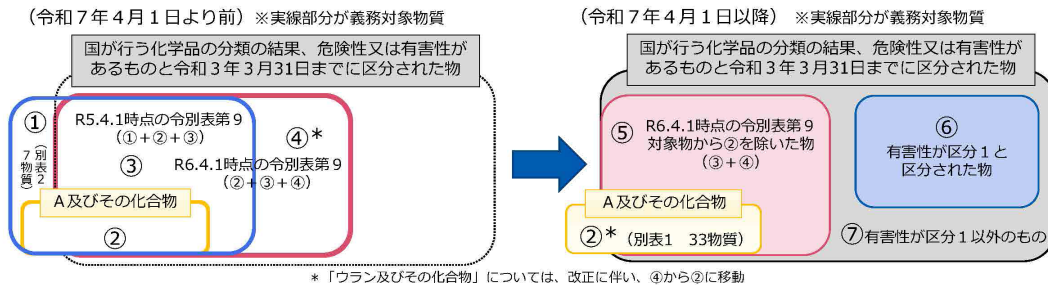 （令和７年４月１日より前）※実線部分が義務対象物質
国が行う化学品の分類の結果、危険性又は有害性が
あるものと令和３年３月31日までに区分された物
①
（別表２
７物質）
R5.4.1時点の令別表第９
（①＋②＋③）
③
④＊
R6.4.1時点の令別表第９
（②＋③＋④）
A及びその化合物
②
（令和７年４月１日以降）※実線部分が義務対象物質
国が行う化学品の分類の結果、危険性又は有害性が
あるものと令和３年３月31日までに区分された物
⑤
R6.4.1時点の令別表第９
対象物から②を除いた物
（③＋④）
⑥
有害性が区分１と
区分された物
A及びその化合物
②＊（別表1　33物質）
⑦有害性が区分１以外のもの
＊「ウラン及びその化合物」については、改正に伴い、④から②に移動